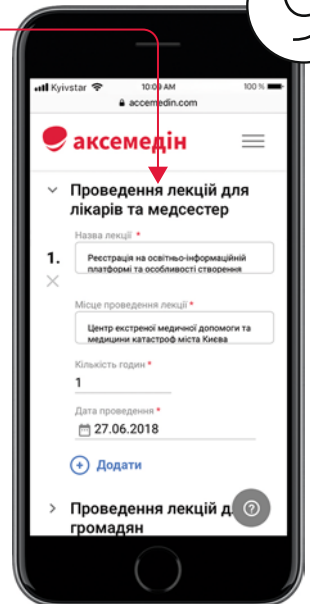 9
Kyivstar 10:09 AM 100 %
accemedin.com
аксемедін
Проведення лекцій для
лікарів та медсестер
Назва лекції *
1.
Реєстрація на освітньо-інформаційній
платформі та особливості створення
Місце проведення лекції *
Центр екстреної медичної допомоги та
медицини катастроф міста Києва
Кількість годин *
1
Дата проведення *
27.06.2018
+ Додати
Проведення лекцій д
?
громадян